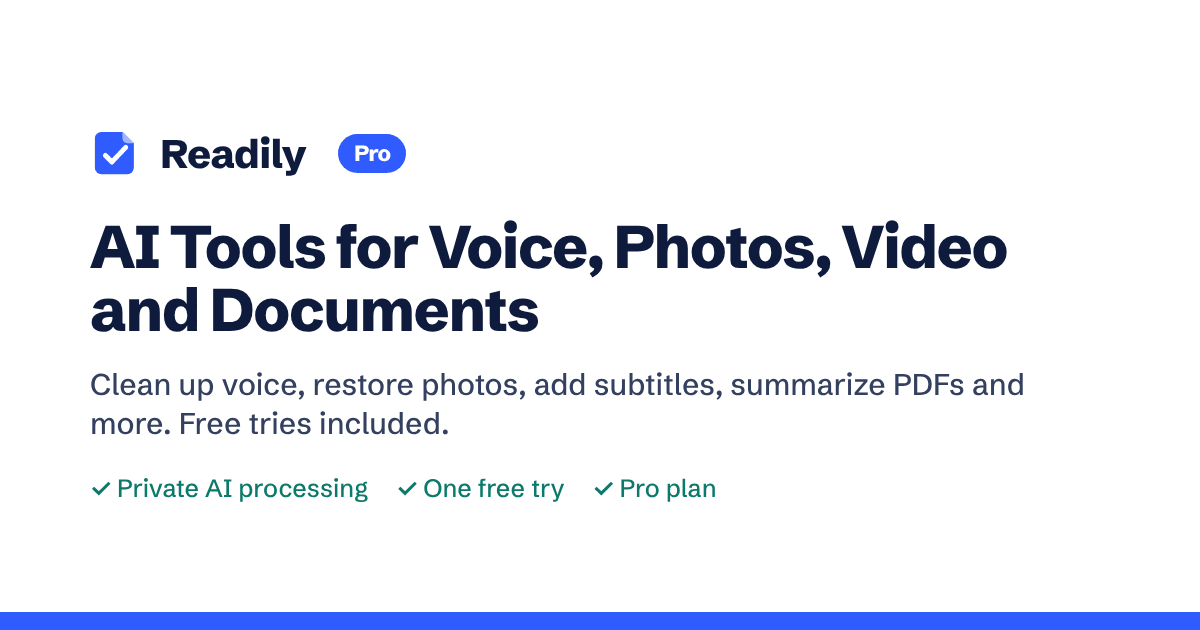 Readily Pro
AI Tools for Voice, Photos, Video
and Documents
Clean up voice, restore photos, add subtitles, summarize PDFs and
more. Free tries included.
✓ Private AI processing ✓ One free try ✓ Pro plan